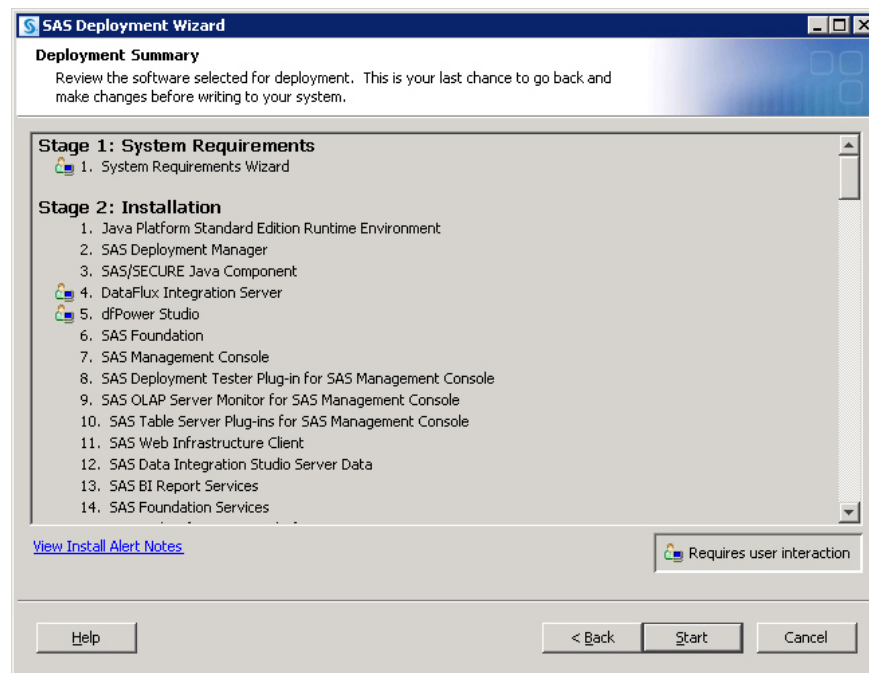 SAS Deployment Wizard
Deployment Summary
Review the software selected for deployment. This is your last chance to go back and
make changes before writing to your system.
Stage 1: System Requirements
1. System Requirements Wizard
Stage 2: Installation
1. Java Platform Standard Edition Runtime Environment
2. SAS Deployment Manager
3. SAS/SECURE Java Component
4. DataFlux Integration Server
5. dfPower Studio
6. SAS Foundation
7. SAS Management Console
8. SAS Deployment Tester Plug-in for SAS Management Console
9. SAS OLAP Server Monitor for SAS Management Console
10. SAS Table Server Plug-ins for SAS Management Console
11. SAS Web Infrastructure Client
12. SAS Data Integration Studio Server Data
13. SAS BI Report Services
14. SAS Foundation Services
View Install Alert Notes
Requires user interaction
Help
< Back
Start
Cancel